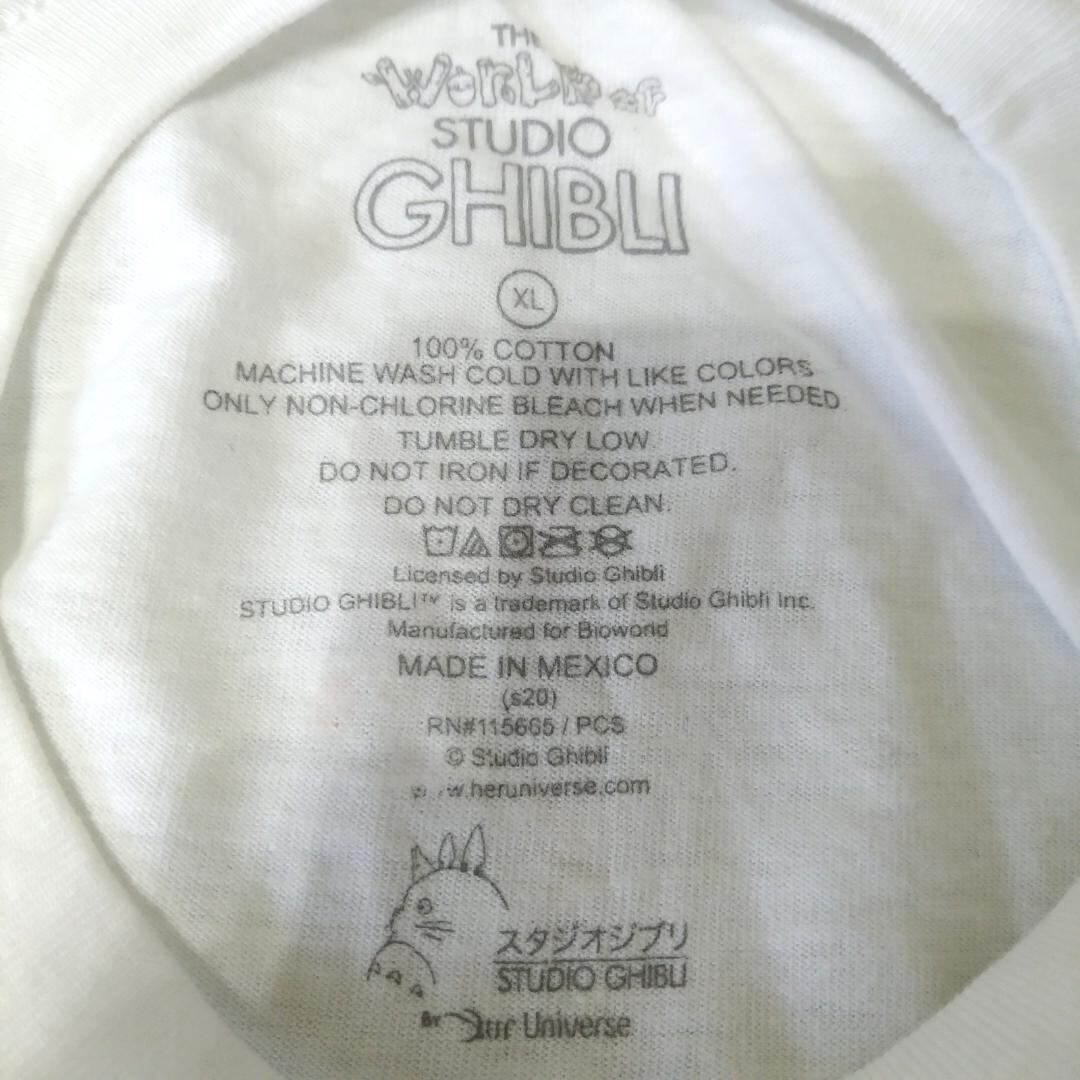 THE
WORLD of
STUDIO
GHIBLI
XL
100% COTTON
MACHINE WASH COLD WITH LIKE COLORS
ONLY NON-CHLORINE BLEACH WHEN NEEDED
TUMBLE DRY LOW
DO NOT IRON IF DECORATED.
DO NOT DRY CLEAN.
Licensed by Studio Ghibli
STUDIO GHIBLI™ is a trademark of Studio Ghibli Inc.
Manufactured for Bioworld
MADE IN MEXICO
(s20)
RN#115665 / PCS
© Studio Ghibli
www.heruniverse.com
スタジオジブリ
STUDIO GHIBLI
BY Her Universe